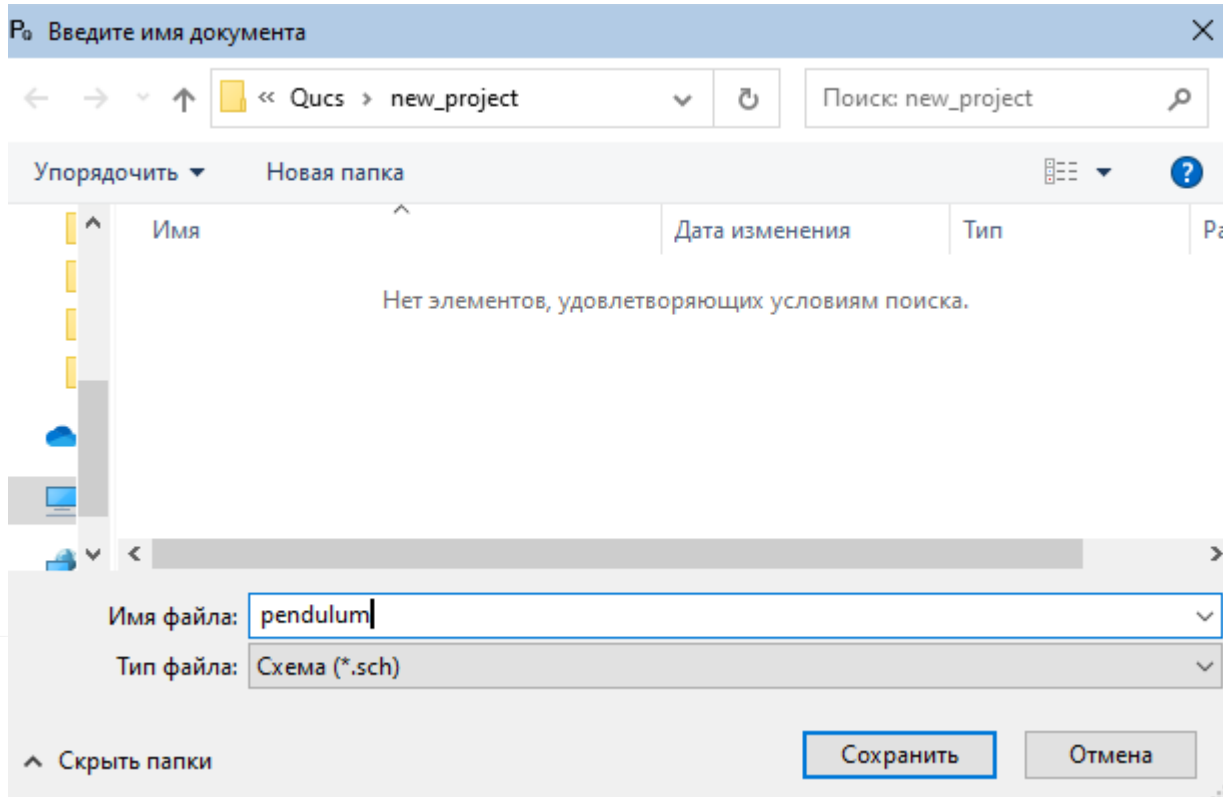 Введите имя документа
« Qucs › new_project
Поиск: new_project
Упорядочить
Новая папка
Имя
Дата изменения
Тип
Ра
Нет элементов, удовлетворяющих условиям поиска.
Имя файла: pendulum
Тип файла: Схема (*.sch)
Скрыть папки
Сохранить
Отмена